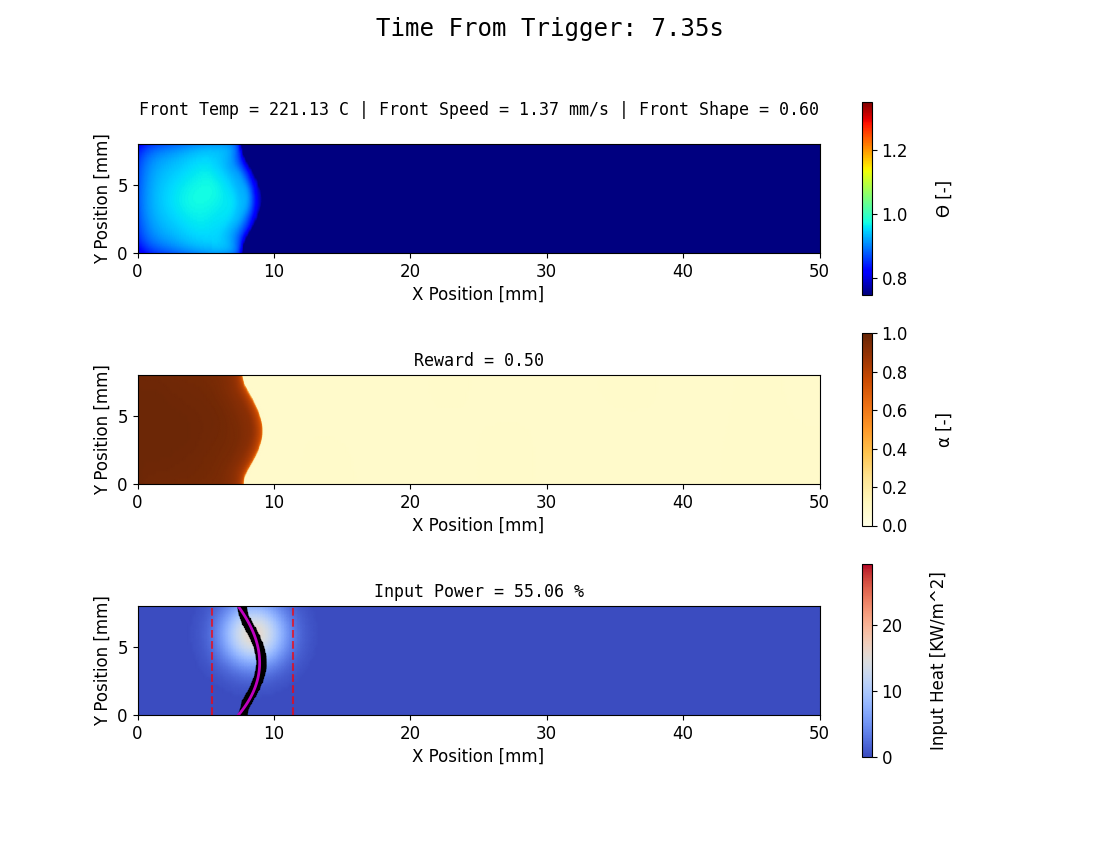 Time From Trigger: 7.35s
Front Temp = 221.13 C | Front Speed = 1.37 mm/s | Front Shape = 0.60
Y Position [mm]
5
0
0 10 20 30 40 50
X Position [mm]
1.2
1.0
0.8
Θ [-]
Reward = 0.50
Y Position [mm]
5
0
0 10 20 30 40 50
X Position [mm]
1.0
0.8
0.6
0.4
0.2
0.0
α [-]
Input Power = 55.06 %
Y Position [mm]
5
0
0 10 20 30 40 50
X Position [mm]
20
10
0
Input Heat [KW/m^2]